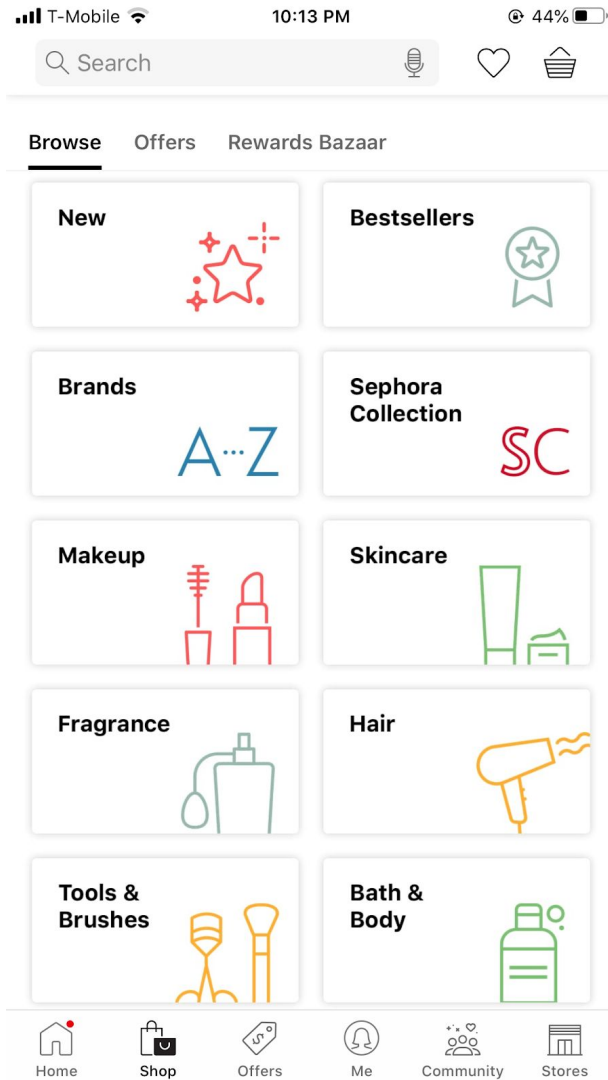 T-Mobile 10:13 PM 44%
Search
Browse Offers Rewards Bazaar
New
Bestsellers
Brands
A...Z
Sephora
Collection
SC
Makeup
Skincare
Fragrance
Hair
Tools &
Brushes
Bath &
Body
Home Shop Offers Me Community Stores